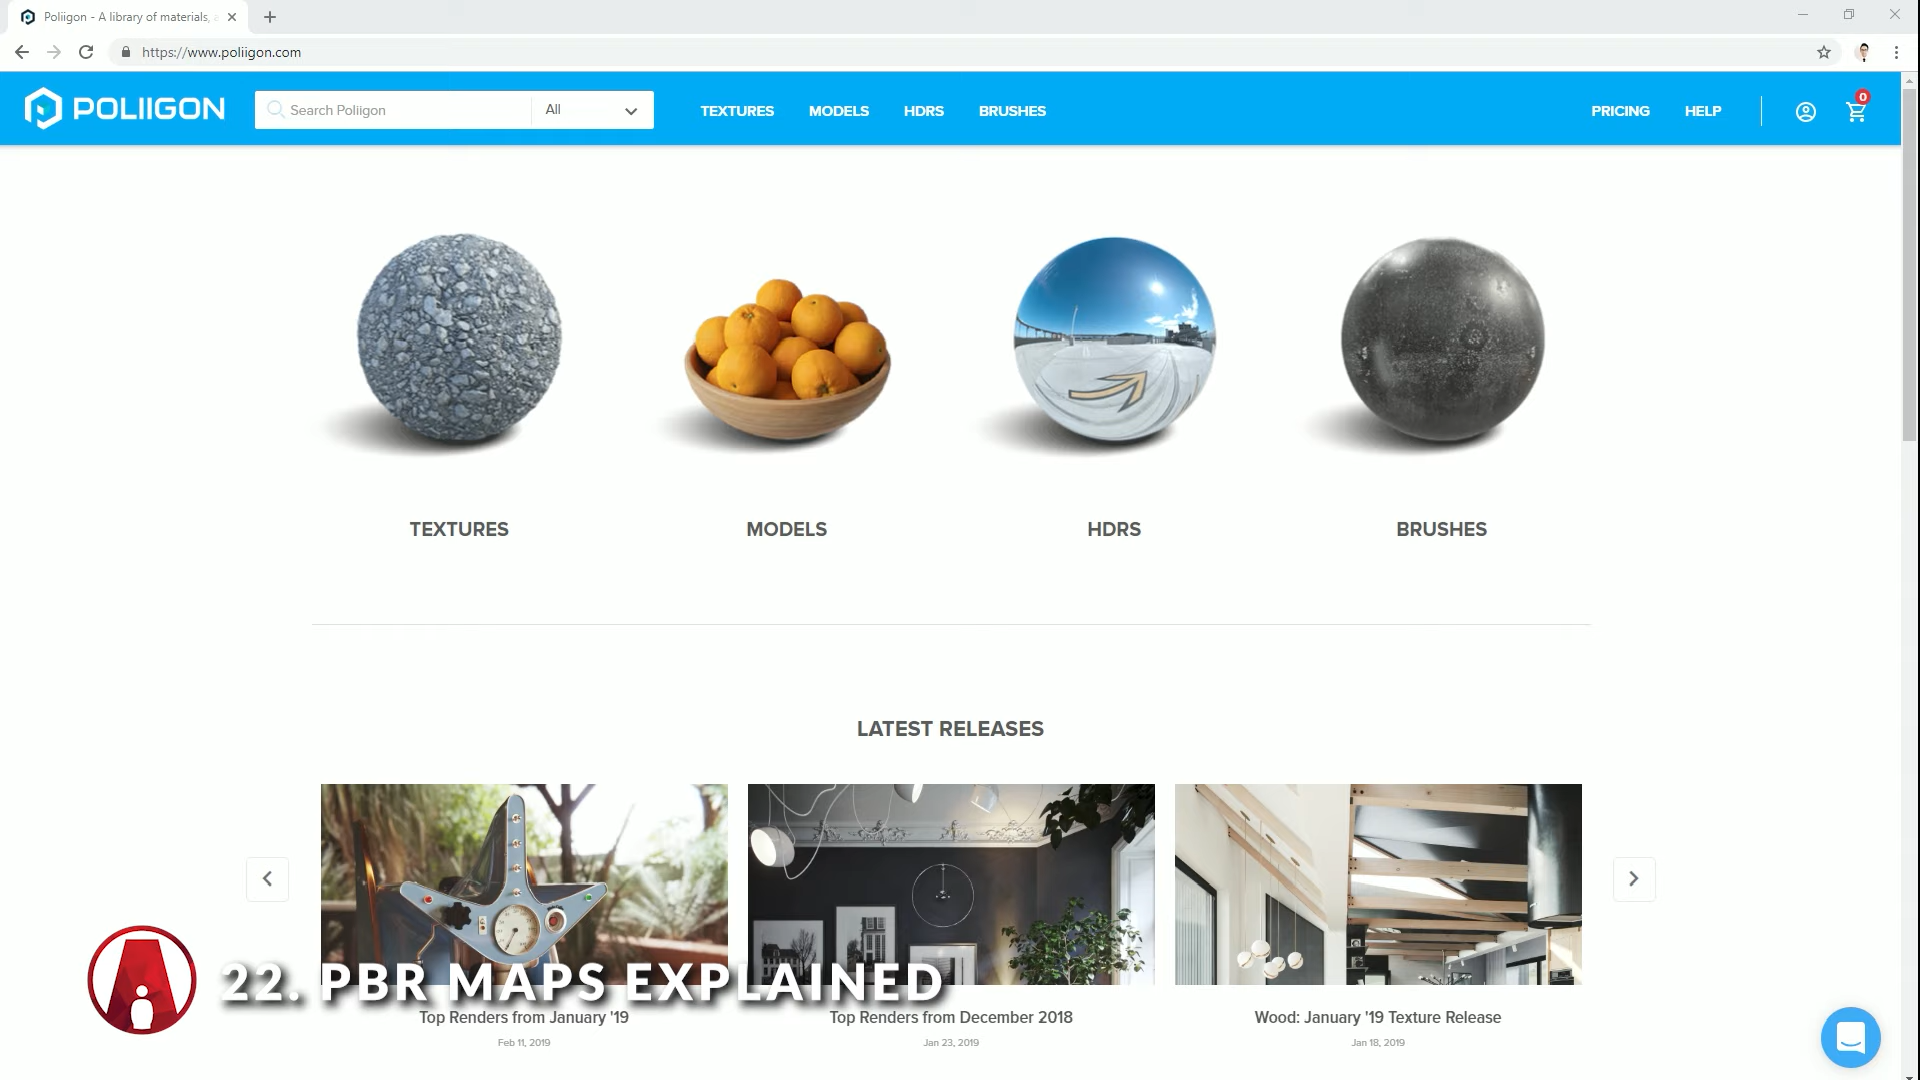 Poliigon - A library of materials,
https://www.poliigon.com
POLIIGON
Search Poliigon
All
TEXTURES
MODELS
HDRS
BRUSHES
PRICING
HELP
0
TEXTURES
MODELS
HDRS
BRUSHES
LATEST RELEASES
22. PBR MAPS EXPLAINED
Top Renders from January '19
Top Renders from December 2018
Wood: January '19 Texture Release
Feb 11, 2019
Jan 23, 2019
Jan 18, 2019